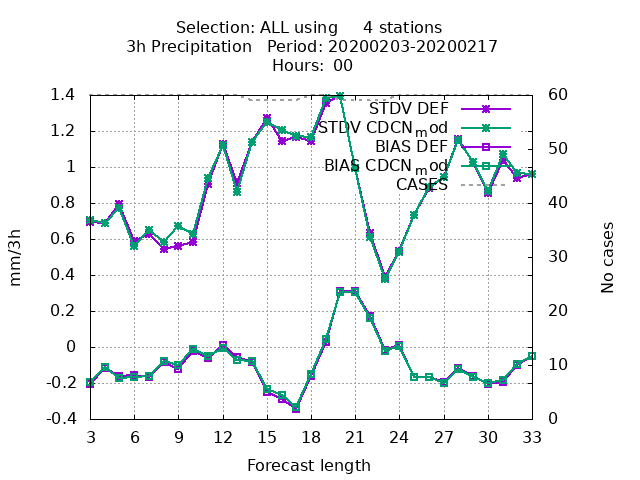 Selection: ALL using     4 stations
3h Precipitation   Period: 20200203-20200217
Hours:  00
1.4
1.2
1
0.8
0.6
0.4
0.2
0
-0.2
-0.4
mm/3h
STDV DEF
STDV CDCN_mod
BIAS DEF
BIAS CDCN_mod
CASES
60
50
40
30
20
10
0
No cases
3 6 9 12 15 18 21 24 27 30 33
Forecast length